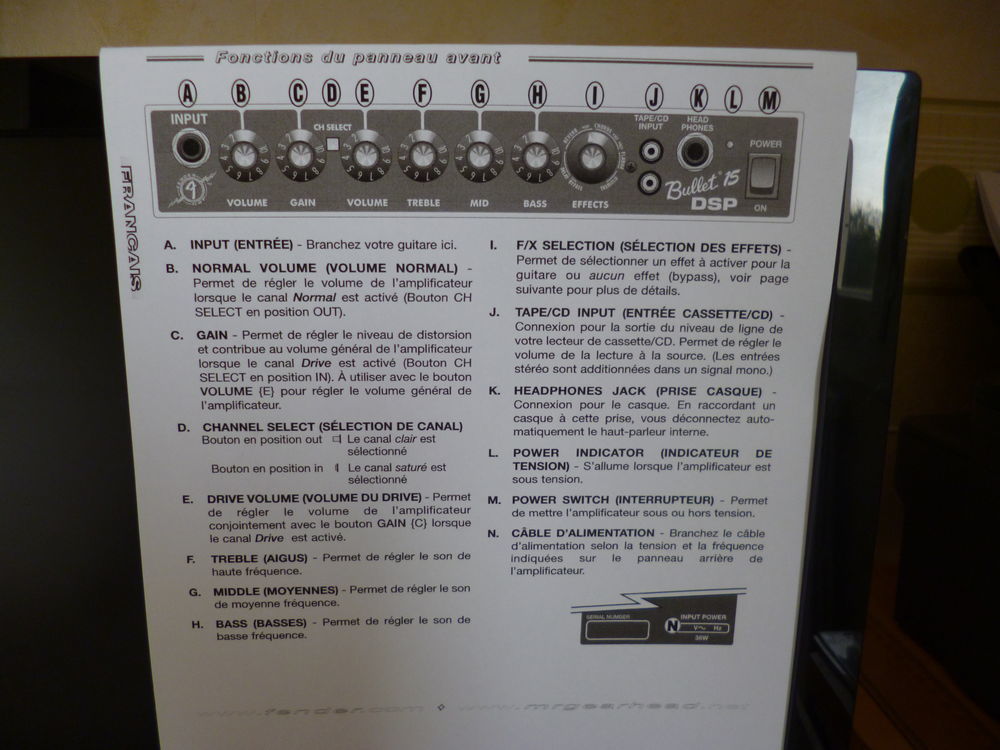 Fonctions du panneau avant
A B C D E F G H I J K L M
INPUT
CH SELECT
TAPE/CD
INPUT
HEAD
PHONES
POWER
VOLUME GAIN VOLUME TREBLE MID BASS EFFECTS
Bullet 15
DSP
ON
FRANÇAIS
A. INPUT (ENTRÉE) - Branchez votre guitare ici.
B. NORMAL VOLUME (VOLUME NORMAL) -
Permet de régler le volume de l'amplificateur
lorsque le canal Normal est activé (Bouton CH
SELECT en position OUT).
C. GAIN - Permet de régler le niveau de distorsion
et contribue au volume général de l'amplificateur
lorsque le canal Drive est activé (Bouton CH
SELECT en position IN). À utiliser avec le bouton
VOLUME {E} pour régler le volume général de
l'amplificateur.
D. CHANNEL SELECT (SÉLECTION DE CANAL)
Bouton en position out Le canal clair est
sélectionné
Bouton en position in Le canal saturé est
sélectionné
E. DRIVE VOLUME (VOLUME DU DRIVE) - Permet
de régler le volume de l'amplificateur
conjointement avec le bouton GAIN {C} lorsque
le canal Drive est activé.
F. TREBLE (AIGUS) - Permet de régler le son de
haute fréquence.
G. MIDDLE (MOYENNES) - Permet de régler le son
de moyenne fréquence.
H. BASS (BASSES) - Permet de régler le son de
basse fréquence.
I. F/X SELECTION (SÉLECTION DES EFFETS) -
Permet de sélectionner un effet à activer pour la
guitare ou aucun effet (bypass), voir page
suivante pour plus de détails.
J. TAPE/CD INPUT (ENTRÉE CASSETTE/CD) -
Connexion pour la sortie du niveau de ligne de
votre lecteur de cassette/CD. Permet de régler le
volume de la lecture à la source. (Les entrées
stéréo sont additionnées dans un signal mono.)
K. HEADPHONES JACK (PRISE CASQUE) -
Connexion pour le casque. En raccordant un
casque à cette prise, vous déconnectez auto-
matiquement le haut-parleur interne.
L. POWER INDICATOR (INDICATEUR DE
TENSION) - S'allume lorsque l'amplificateur est
sous tension.
M. POWER SWITCH (INTERRUPTEUR) - Permet
de mettre l'amplificateur sous ou hors tension.
N. CÂBLE D'ALIMENTATION - Branchez le câble
d'alimentation selon la tension et la fréquence
indiquées sur le panneau arrière de
l'amplificateur.
SERIAL NUMBER
N
INPUT POWER
V~ Hz
36W
www.fender.com ❖ www.mrgearhead.net